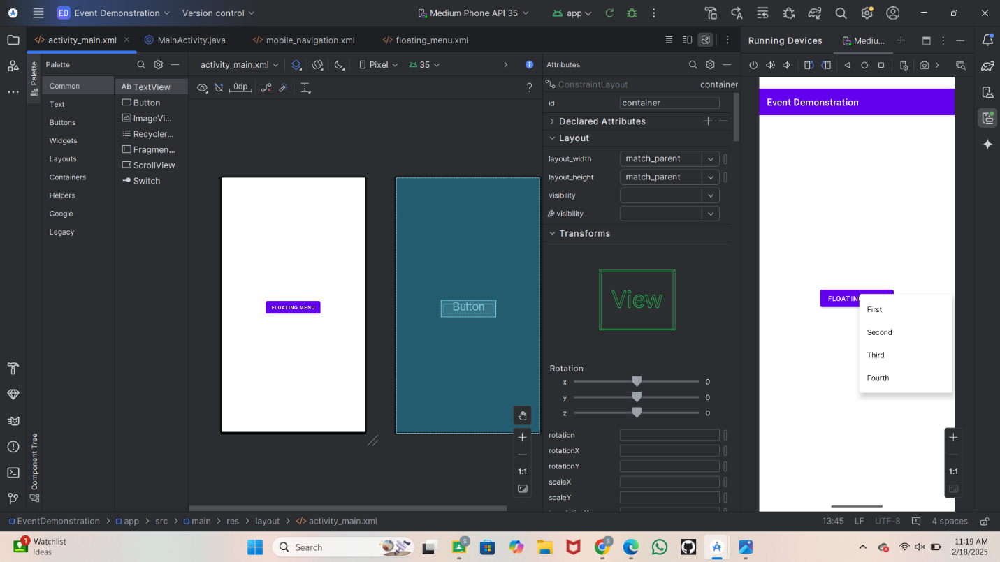 ED Event Demonstration Version control Medium Phone API 35 app
activity_main.xml MainActivity.java mobile_navigation.xml floating_menu.xml Running Devices Mediu...
Palette
Palette
Common
Text
Buttons
Widgets
Layouts
Containers
Helpers
Google
Legacy
Ab TextView
Button
ImageVi...
Recycler...
Fragmen...
ScrollView
Switch
Component Tree
activity_main.xml Pixel 35
0dp ?
FLOATING MENU
Button
1:1
Attributes
ConstraintLayout container
id container
Declared Attributes
Layout
layout_width match_parent
layout_height match_parent
visibility
visibility
Transforms
View
Rotation
x 0
y 0
z 0
rotation
rotationX
rotationY
scaleX
scaleY
Event Demonstration
FLOATIN
First
Second
Third
Fourth
1:1
EventDemonstration > app > src > main > res > layout > activity_main.xml 13:45 LF UTF-8 4 spaces
1 Watchlist
Ideas
Search
S
S
11:19 AM
2/18/2025